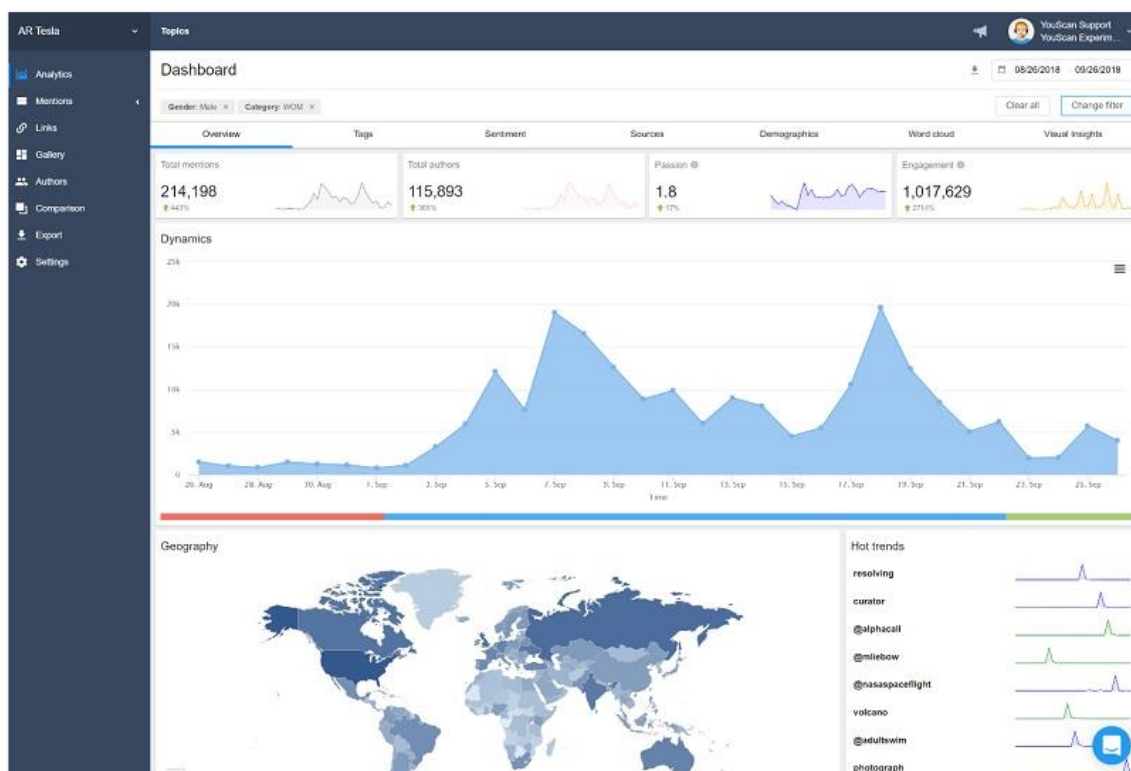 AR Tesla
Topics
YouScan Support
YouScan Experim...
Analytics
Mentions
Links
Gallery
Authors
Comparison
Export
Settings
Dashboard
08/26/2018 - 09/26/2018
Gender: Male × Category: WOM ×
Clear all
Change filter
Overview Tags Sentiment Sources Demographics Word cloud Visual Insights
Total mentions
214,198
443%
Total authors
115,893
Passion
1.8
17%
Engagement
1,017,629
2714%
Dynamics
25k
20k
15k
10k
5k
0
26. Aug 28. Aug 30. Aug 1. Sep 3. Sep 5. Sep 7. Sep 9. Sep 11. Sep 13. Sep 15. Sep 17. Sep 19. Sep 21. Sep 23. Sep 25. Sep
Time
Geography
Hot trends
resolving
curator
@alphacall
@mliebow
@nasaspaceflight
volcano
@adultswim
photograph